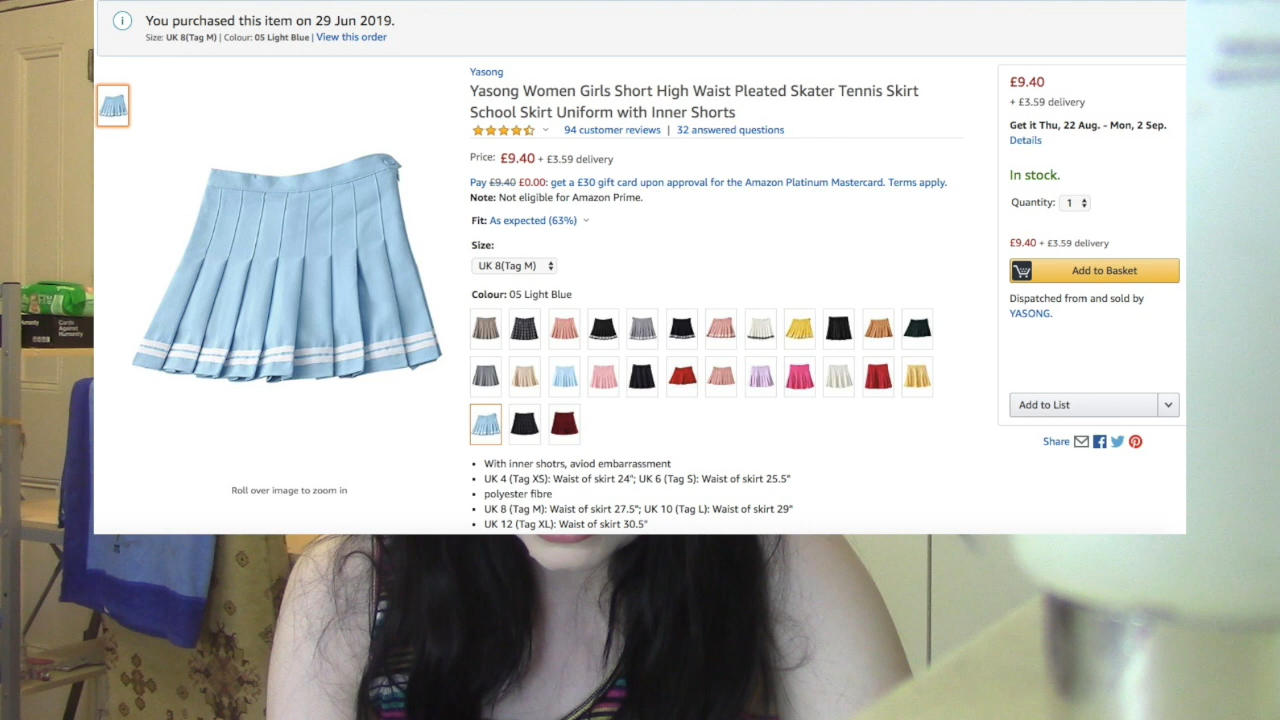 You purchased this item on 29 Jun 2019.
Size: UK 8(Tag M) | Colour: 05 Light Blue | View this order
Yasong
Yasong Women Girls Short High Waist Pleated Skater Tennis Skirt
School Skirt Uniform with Inner Shorts
94 customer reviews | 32 answered questions
Price: £9.40 + £3.59 delivery
Pay £9.40 £0.00: get a £30 gift card upon approval for the Amazon Platinum Mastercard. Terms apply.
Note: Not eligible for Amazon Prime.
Fit: As expected (63%)
Size:
UK 8(Tag M)
Colour: 05 Light Blue
With inner shotrs, aviod embarrassment
UK 4 (Tag XS): Waist of skirt 24"; UK 6 (Tag S): Waist of skirt 25.5"
polyester fibre
UK 8 (Tag M): Waist of skirt 27.5"; UK 10 (Tag L): Waist of skirt 29"
UK 12 (Tag XL): Waist of skirt 30.5"
Roll over image to zoom in
£9.40
+ £3.59 delivery
Get it Thu, 22 Aug. - Mon, 2 Sep.
Details
In stock.
Quantity: 1
£9.40 + £3.59 delivery
Add to Basket
Dispatched from and sold by
YASONG.
Add to List
Share
Cards
Against
Humanity